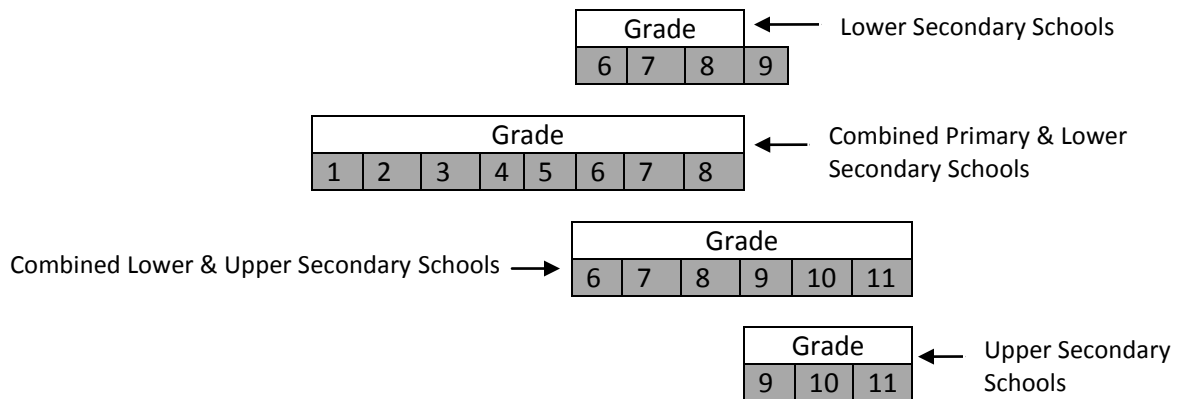 Grade
Lower Secondary Schools
6 7 8 9
Grade
Combined Primary & Lower
Secondary Schools
1 2 3 4 5 6 7 8
Grade
Combined Lower & Upper Secondary Schools
6 7 8 9 10 11
Grade
Upper Secondary
Schools
9 10 11